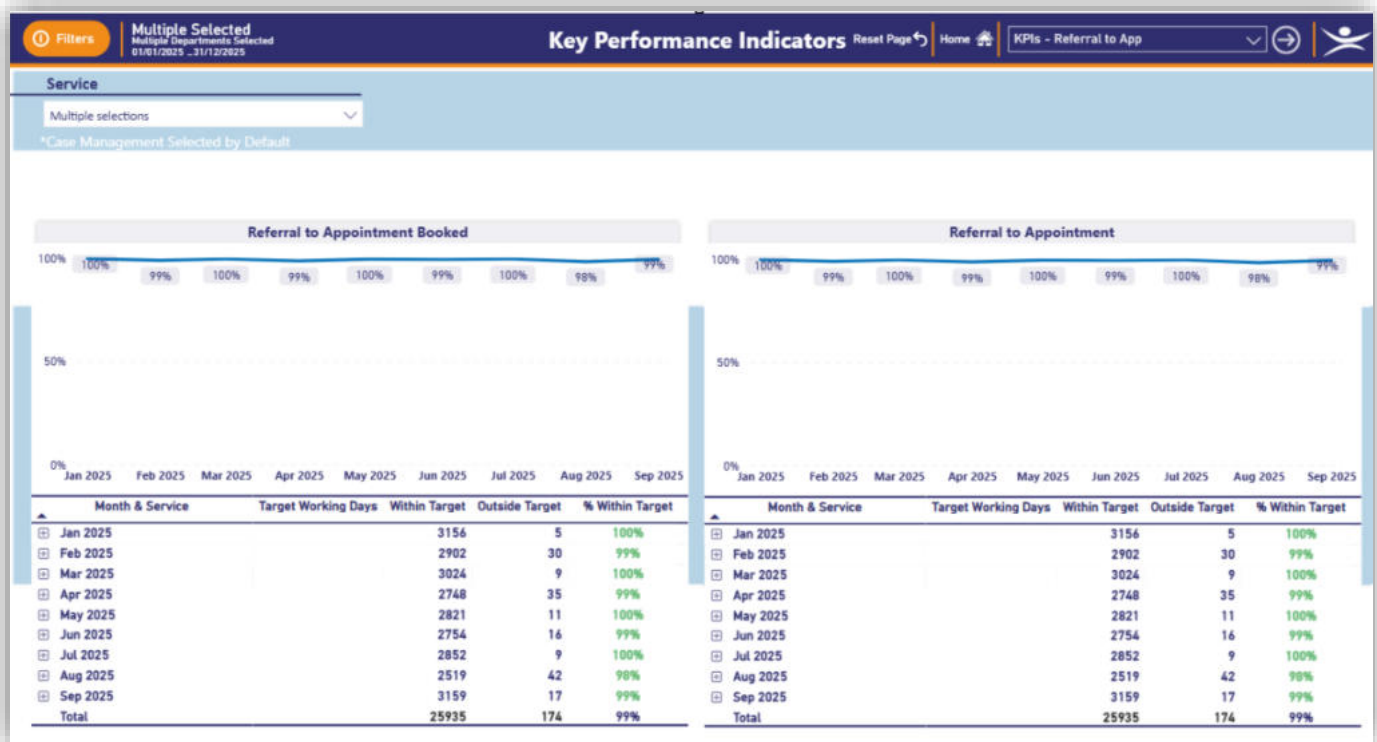 Filters
Multiple Selected
Multiple Departments Selected
01/01/2025 _31/12/2025
Key Performance Indicators
Reset Page
Home
KPIs - Referral to App
Service
Multiple selections
*Case Management Selected by Default
Referral to Appointment Booked
100%
100% 99% 100% 99% 100% 99% 100% 98% 99%
50%
0%
Jan 2025 Feb 2025 Mar 2025 Apr 2025 May 2025 Jun 2025 Jul 2025 Aug 2025 Sep 2025
Month & Service Target Working Days Within Target Outside Target % Within Target
Jan 2025 3156 5 100%
Feb 2025 2902 30 99%
Mar 2025 3024 9 100%
Apr 2025 2748 35 99%
May 2025 2821 11 100%
Jun 2025 2754 16 99%
Jul 2025 2852 9 100%
Aug 2025 2519 42 98%
Sep 2025 3159 17 99%
Total 25935 174 99%
Referral to Appointment
100%
100% 99% 100% 99% 100% 99% 100% 98% 99%
50%
0%
Jan 2025 Feb 2025 Mar 2025 Apr 2025 May 2025 Jun 2025 Jul 2025 Aug 2025 Sep 2025
Month & Service Target Working Days Within Target Outside Target % Within Target
Jan 2025 3156 5 100%
Feb 2025 2902 30 99%
Mar 2025 3024 9 100%
Apr 2025 2748 35 99%
May 2025 2821 11 100%
Jun 2025 2754 16 99%
Jul 2025 2852 9 100%
Aug 2025 2519 42 98%
Sep 2025 3159 17 99%
Total 25935 174 99%